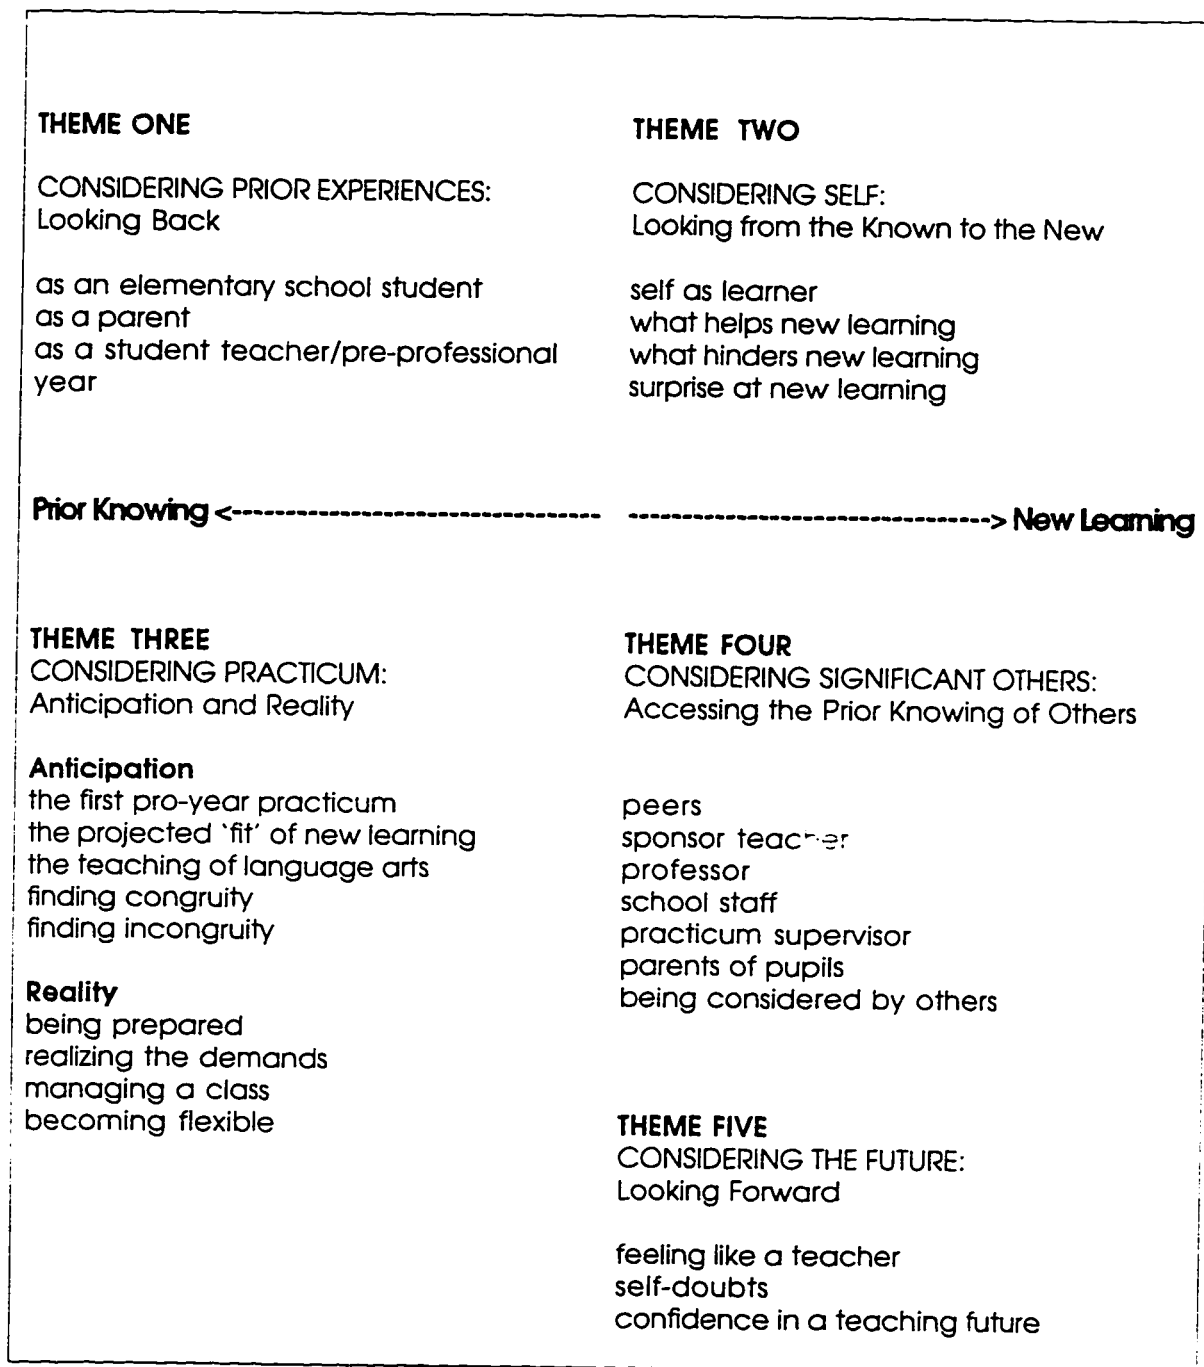 THEME ONE
CONSIDERING PRIOR EXPERIENCES:
Looking Back
as an elementary school student
as a parent
as a student teacher/pre-professional
year
THEME TWO
CONSIDERING SELF:
Looking from the Known to the New
self as learner
what helps new learning
what hinders new learning
surprise at new learning
Prior Knowing <-------------------------------- --------------------------------> New Learning
THEME THREE
CONSIDERING PRACTICUM:
Anticipation and Reality
Anticipation
the first pro-year practicum
the projected 'fit' of new learning
the teaching of language arts
finding congruity
finding incongruity
Reality
being prepared
realizing the demands
managing a class
becoming flexible
THEME FOUR
CONSIDERING SIGNIFICANT OTHERS:
Accessing the Prior Knowing of Others
peers
sponsor teacher
professor
school staff
practicum supervisor
parents of pupils
being considered by others
THEME FIVE
CONSIDERING THE FUTURE:
Looking Forward
feeling like a teacher
self-doubts
confidence in a teaching future